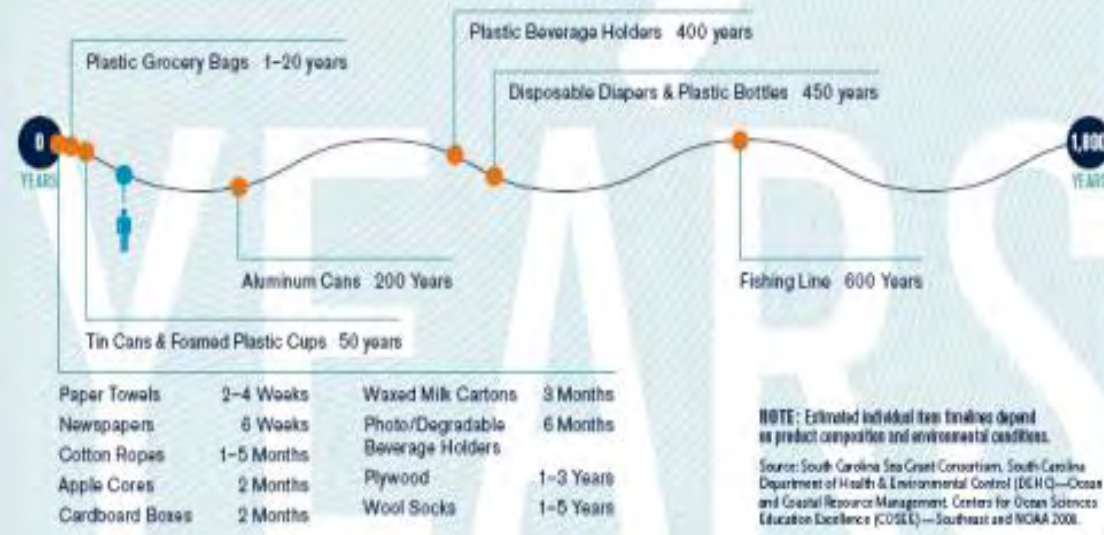 Plastic Beverage Holders 400 years
Plastic Grocery Bags 1–20 years
Disposable Diapers & Plastic Bottles 450 years
0
YEARS
1,800
YEARS
YEARS
Aluminum Cans 200 Years
Fishing Line 600 Years
Tin Cans & Foamed Plastic Cups 50 years
Paper Towels 2–4 Weeks
Newspapers 6 Weeks
Cotton Ropes 1–5 Months
Apple Cores 2 Months
Cardboard Boxes 2 Months
Waxed Milk Cartons 3 Months
Photo/Degradable 6 Months
Beverage Holders
Plywood 1–3 Years
Wool Socks 1–5 Years
NOTE: Estimated individual item timelines depend
on product composition and environmental conditions.
Source: South Carolina Sea Grant Consortium, South Carolina
Department of Health & Environmental Control (DEHC)—Ocean
and Coastal Resource Management, Centers for Ocean Sciences
Education Excellence (COSEE)—Southeast and NOAA 2008.